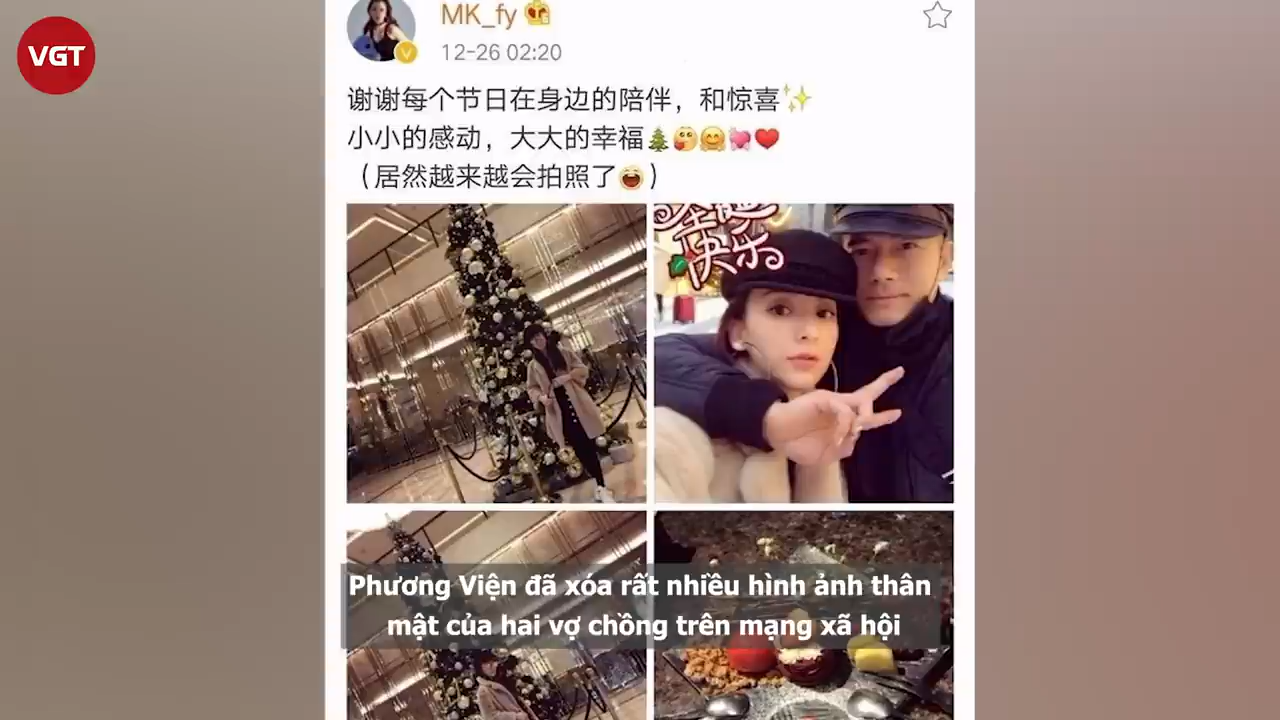 VGT
MK_fy
V
12-26 02:20
谢谢每个节日在身边的陪伴，和惊喜✨
小小的感动，大大的幸福🎄🥰🤗💘❤️
（居然越来越会拍照了😄）
快乐
Phương Viện đã xóa rất nhiều hình ảnh thân
mật của hai vợ chồng trên mạng xã hội